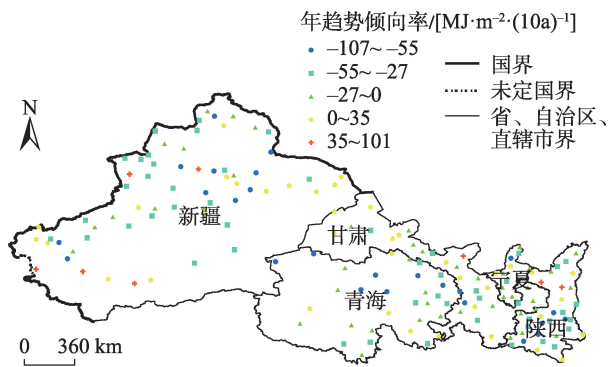 年趋势倾向率/[MJ·m⁻²·(10a)⁻¹]
−107~ −55
−55~ −27
−27~0
0~35
35~101
国界
未定国界
省、自治区、
直辖市界
N
新疆
甘肃
青海
宁夏
陕西
0 360 km